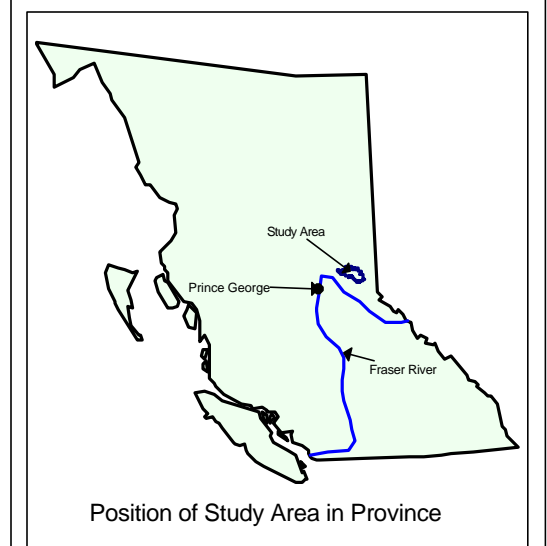 Study Area
Prince George
Fraser River
Position of Study Area in Province